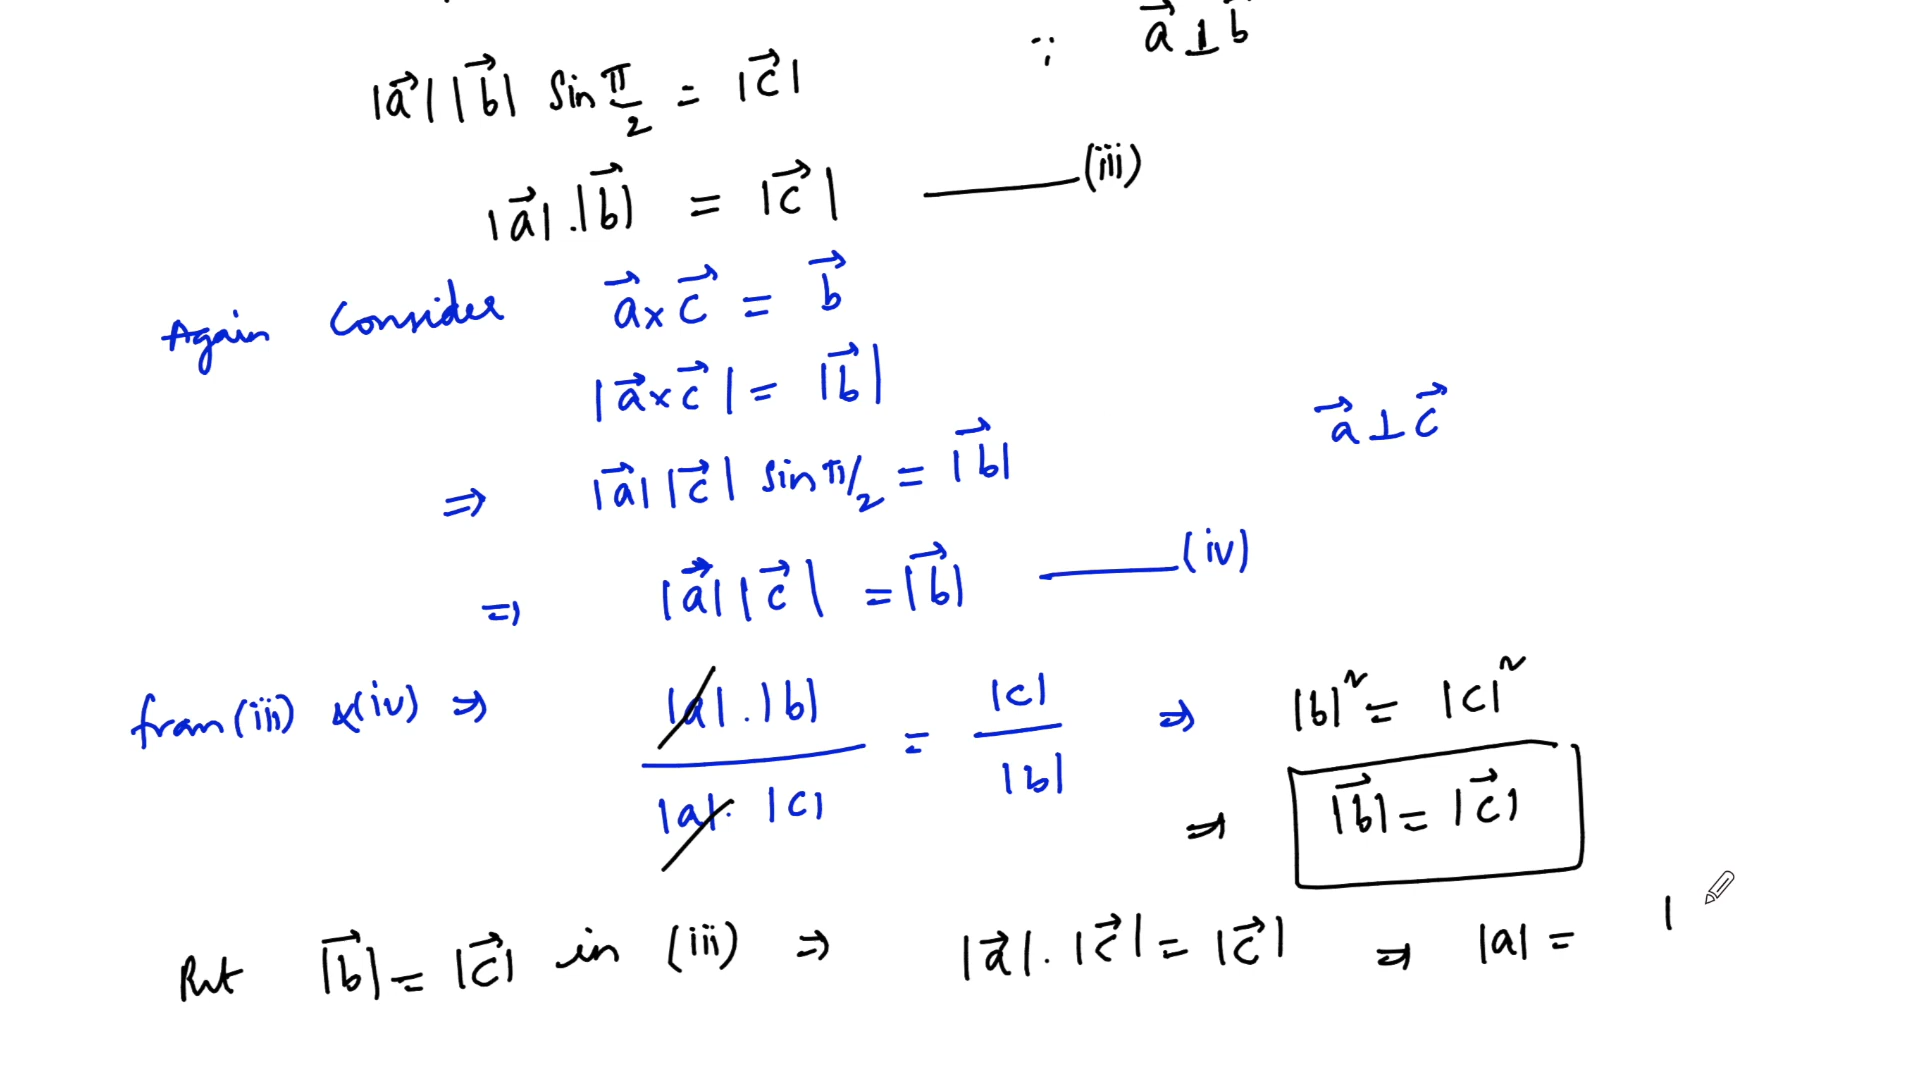 |a⃗| |b⃗| Sin π/2 = |c⃗| ∵ a⃗ ⊥ b⃗
|a⃗| . |b⃗| = |c⃗| ——— (iii)
Again Consider a⃗ x c⃗ = b⃗
|a⃗ x c⃗| = |b⃗|
⇒ |a⃗| |c⃗| Sin π/2 = |b⃗| a⃗ ⊥ c⃗
⇒ |a⃗| |c⃗| = |b⃗| ——— (iv)
from (iii) &(iv) ⇒ |a| . |b| / |a| . |c| = |c| / |b| ⇒ |b|² = |c|²
⇒ |b⃗| = |c⃗|
Put |b⃗| = |c⃗| in (iii) ⇒ |a⃗| . |c⃗| = |c⃗| ⇒ |a| = 1